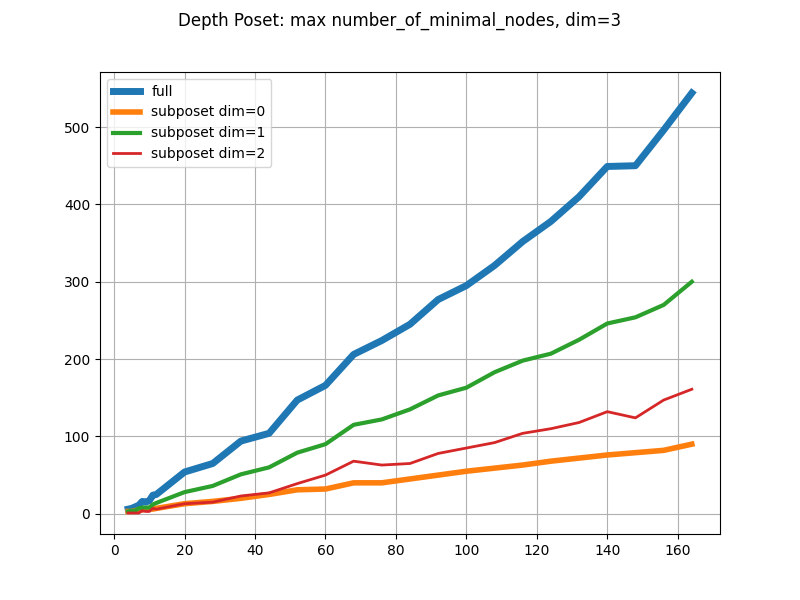 Depth Poset: max number_of_minimal_nodes, dim=3
full
subposet dim=0
subposet dim=1
subposet dim=2
500
400
300
200
100
0
0 20 40 60 80 100 120 140 160